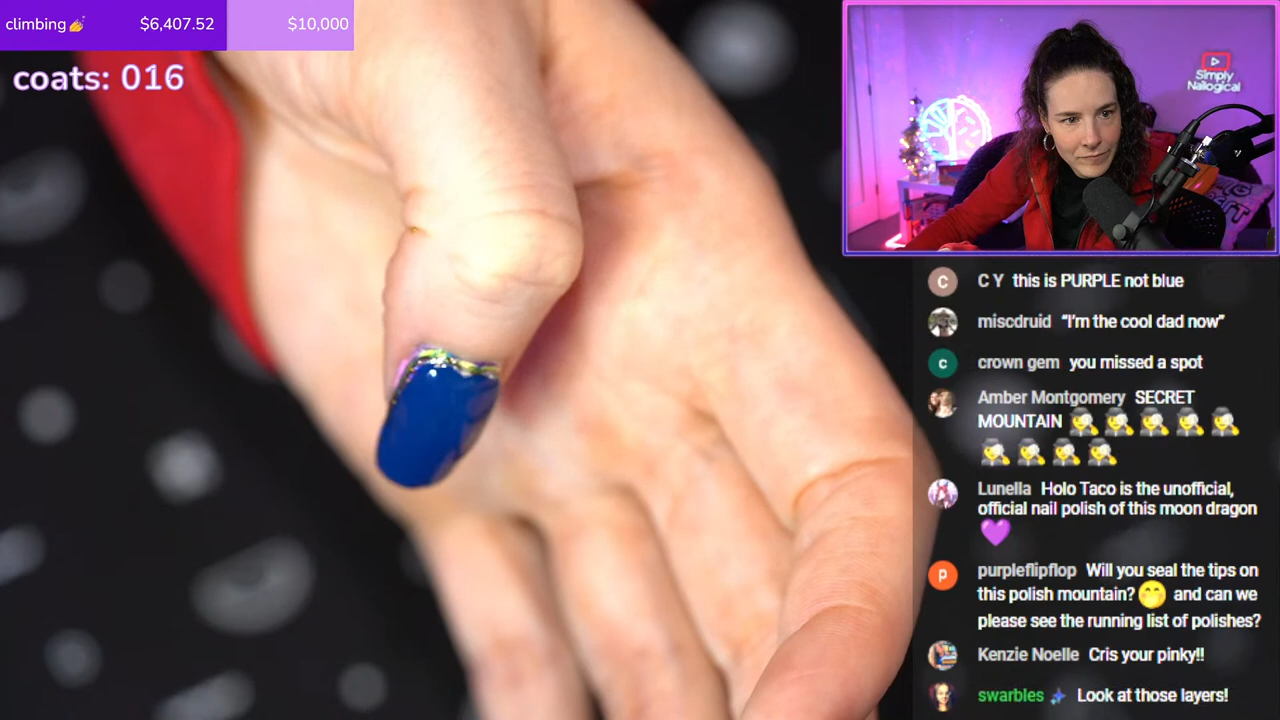 climbing💅 $6,407.52 $10,000
coats: 016
Simply
Nailogical
C Y this is PURPLE not blue
miscdruid “I’m the cool dad now”
crown gem you missed a spot
Amber Montgomery SECRET
MOUNTAIN
Lunella Holo Taco is the unofficial,
official nail polish of this moon dragon
💜
purpleflipflop Will you seal the tips on
this polish mountain? 🤭 and can we
please see the running list of polishes?
Kenzie Noelle Cris your pinky!!
swarbles Look at those layers!